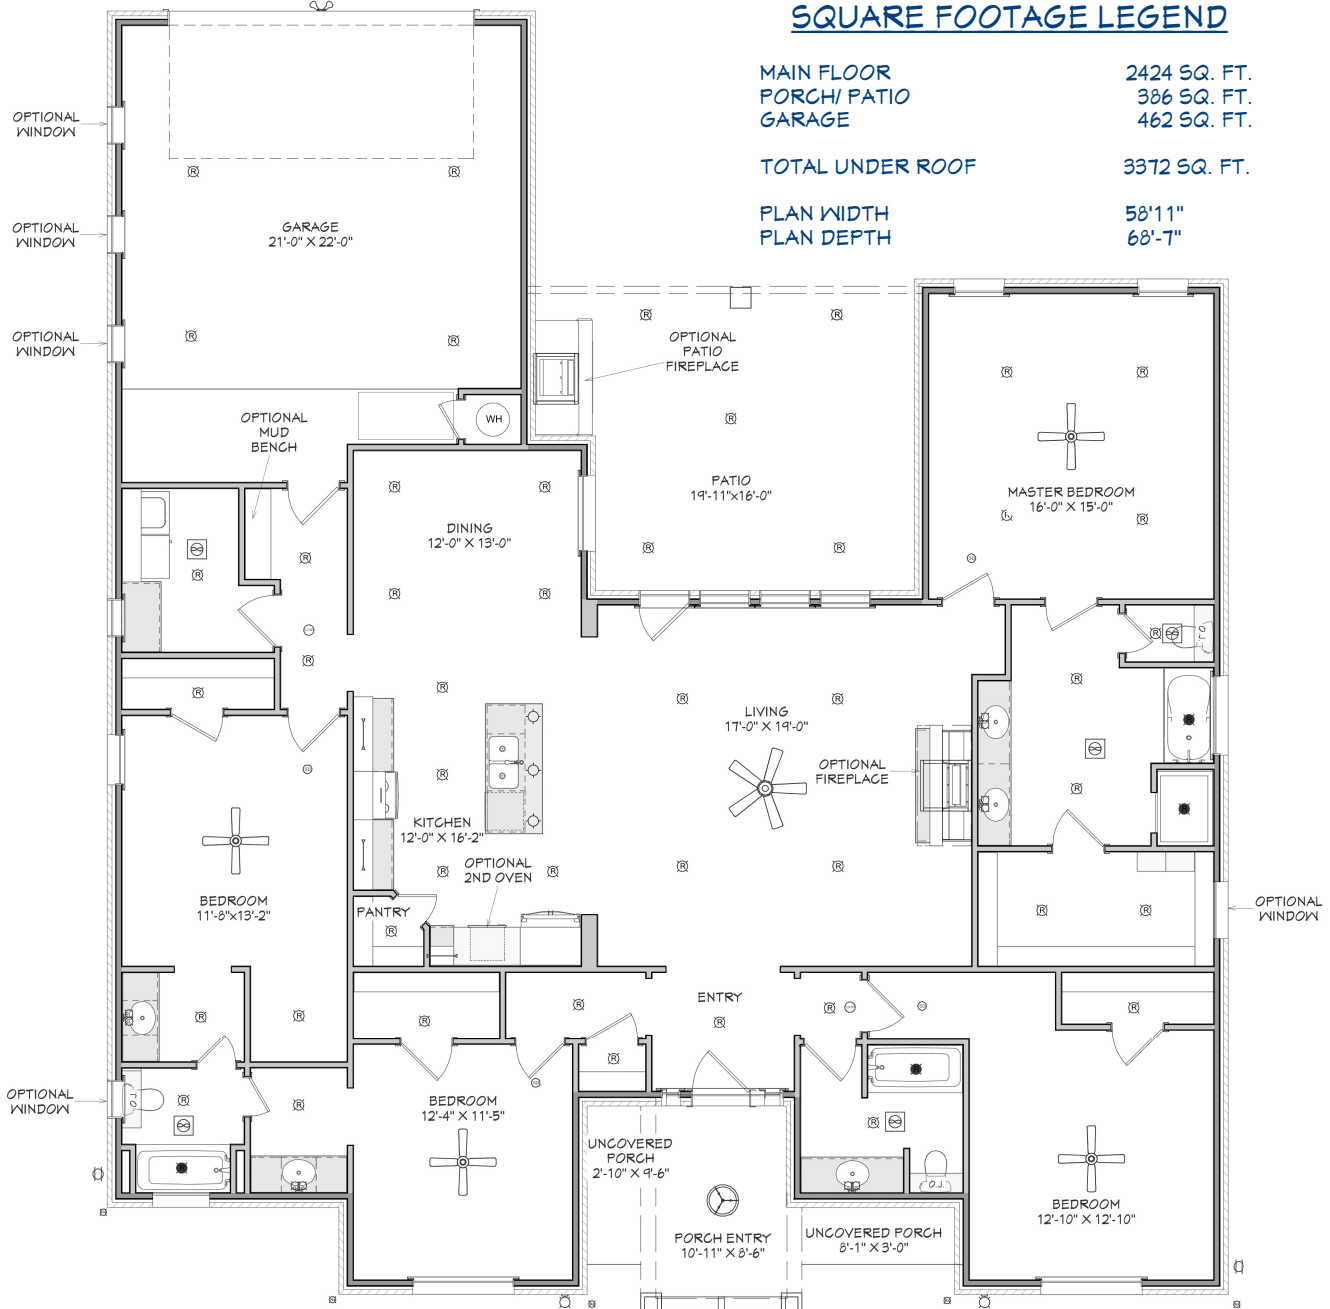 SQUARE FOOTAGE LEGEND
MAIN FLOOR 2424 SQ. FT.
PORCH/ PATIO 386 SQ. FT.
GARAGE 462 SQ. FT.
TOTAL UNDER ROOF 3372 SQ. FT.
PLAN WIDTH 58'11"
PLAN DEPTH 68'-7"
OPTIONAL
WINDOW
OPTIONAL
WINDOW
OPTIONAL
WINDOW
GARAGE
21'-0" X 22'-0"
OPTIONAL
PATIO
FIREPLACE
OPTIONAL
MUD
BENCH
WH
PATIO
19'-11"x16'-0"
MASTER BEDROOM
16'-0" X 15'-0"
DINING
12'-0" X 13'-0"
LIVING
17'-0" X 19'-0"
OPTIONAL
FIREPLACE
KITCHEN
12'-0" X 16'-2"
OPTIONAL
2ND OVEN
PANTRY
BEDROOM
11'-8"x13'-2"
OPTIONAL
WINDOW
ENTRY
OPTIONAL
WINDOW
BEDROOM
12'-4" X 11'-5"
UNCOVERED
PORCH
2'-10" X 9'-6"
PORCH ENTRY
10'-11" X 8'-6"
UNCOVERED PORCH
8'-1" X 3'-0"
BEDROOM
12'-10" X 12'-10"
O.J.
O.J.